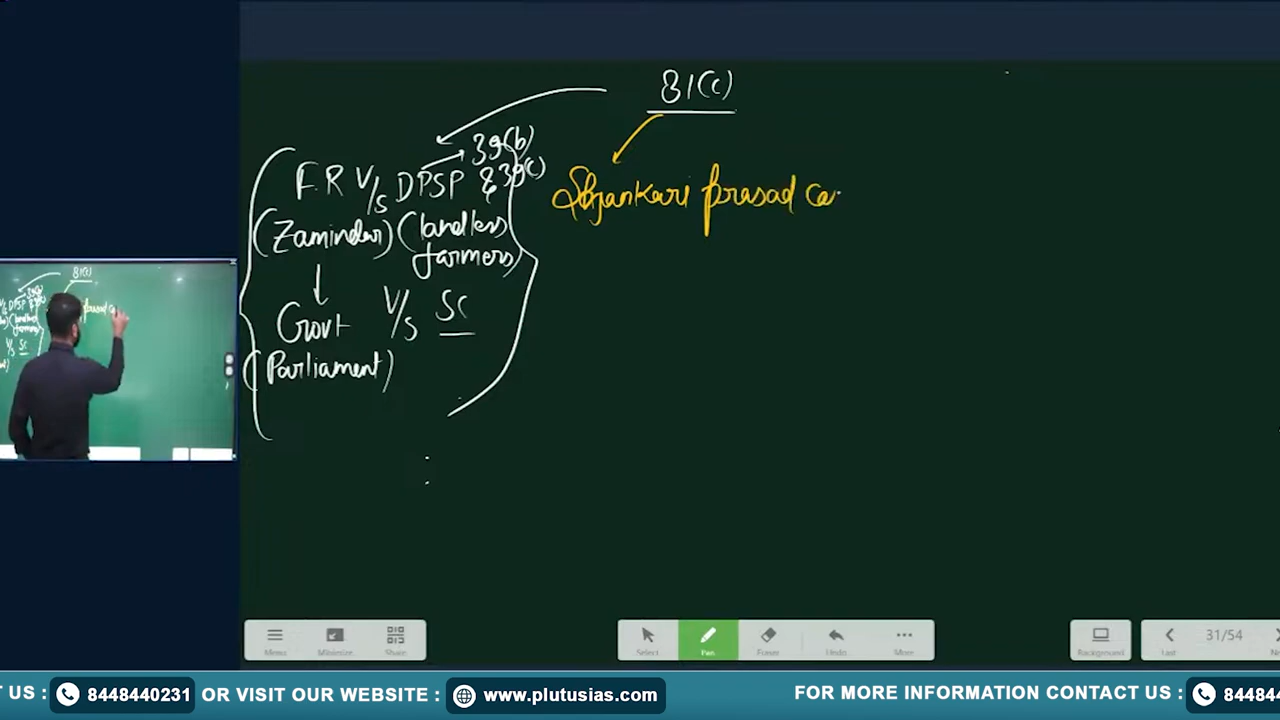 31(c)
39(b)
F.R V/s DPSP & 39(c)
(Zaminder) (landless
farmers)
Govt V/s SC
(Parliament)
Shankari prasad Ca
Menu
Minimize
Share
Select
Pen
Eraser
Undo
More
Background
Last
31/54
T US : 8448440231 OR VISIT OUR WEBSITE : www.plutusias.com FOR MORE INFORMATION CONTACT US : 84484